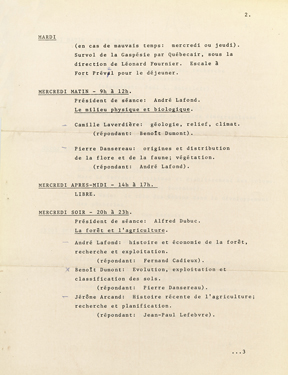 2.
MARDI
(en cas de mauvais temps: mercredi ou jeudi).
Survol de la Gaspésie par Québecair, sous la
direction de Léonard Fournier. Escale à
Fort Prével pour le déjeuner.
MERCREDI MATIN - 9h à 12h.
Président de séance: André Lafond.
Le milieu physique et biologique.
- Camille Laverdière: géologie, relief, climat.
(répondant: Benoît Dumont).
- Pierre Dansereau: origines et distribution
de la flore et de la faune; végétation.
(répondant: André Lafond).
MERCREDI APRES-MIDI - 14h à 17h.
LIBRE.
MERCREDI SOIR - 20h à 23h.
Président de séance: Alfred Dubuc.
La forêt et l'agriculture.
- André Lafond: histoire et économie de la forêt,
recherche et exploitation.
(répondant: Fernand Cadieux).
x Benoît Dumont: Evolution, exploitation et
classification des sols.
(répondant: Pierre Dansereau).
- Jérôme Arcand: Histoire récente de l'agriculture;
recherche et planification.
(répondant: Jean-Paul Lefebvre).
...3